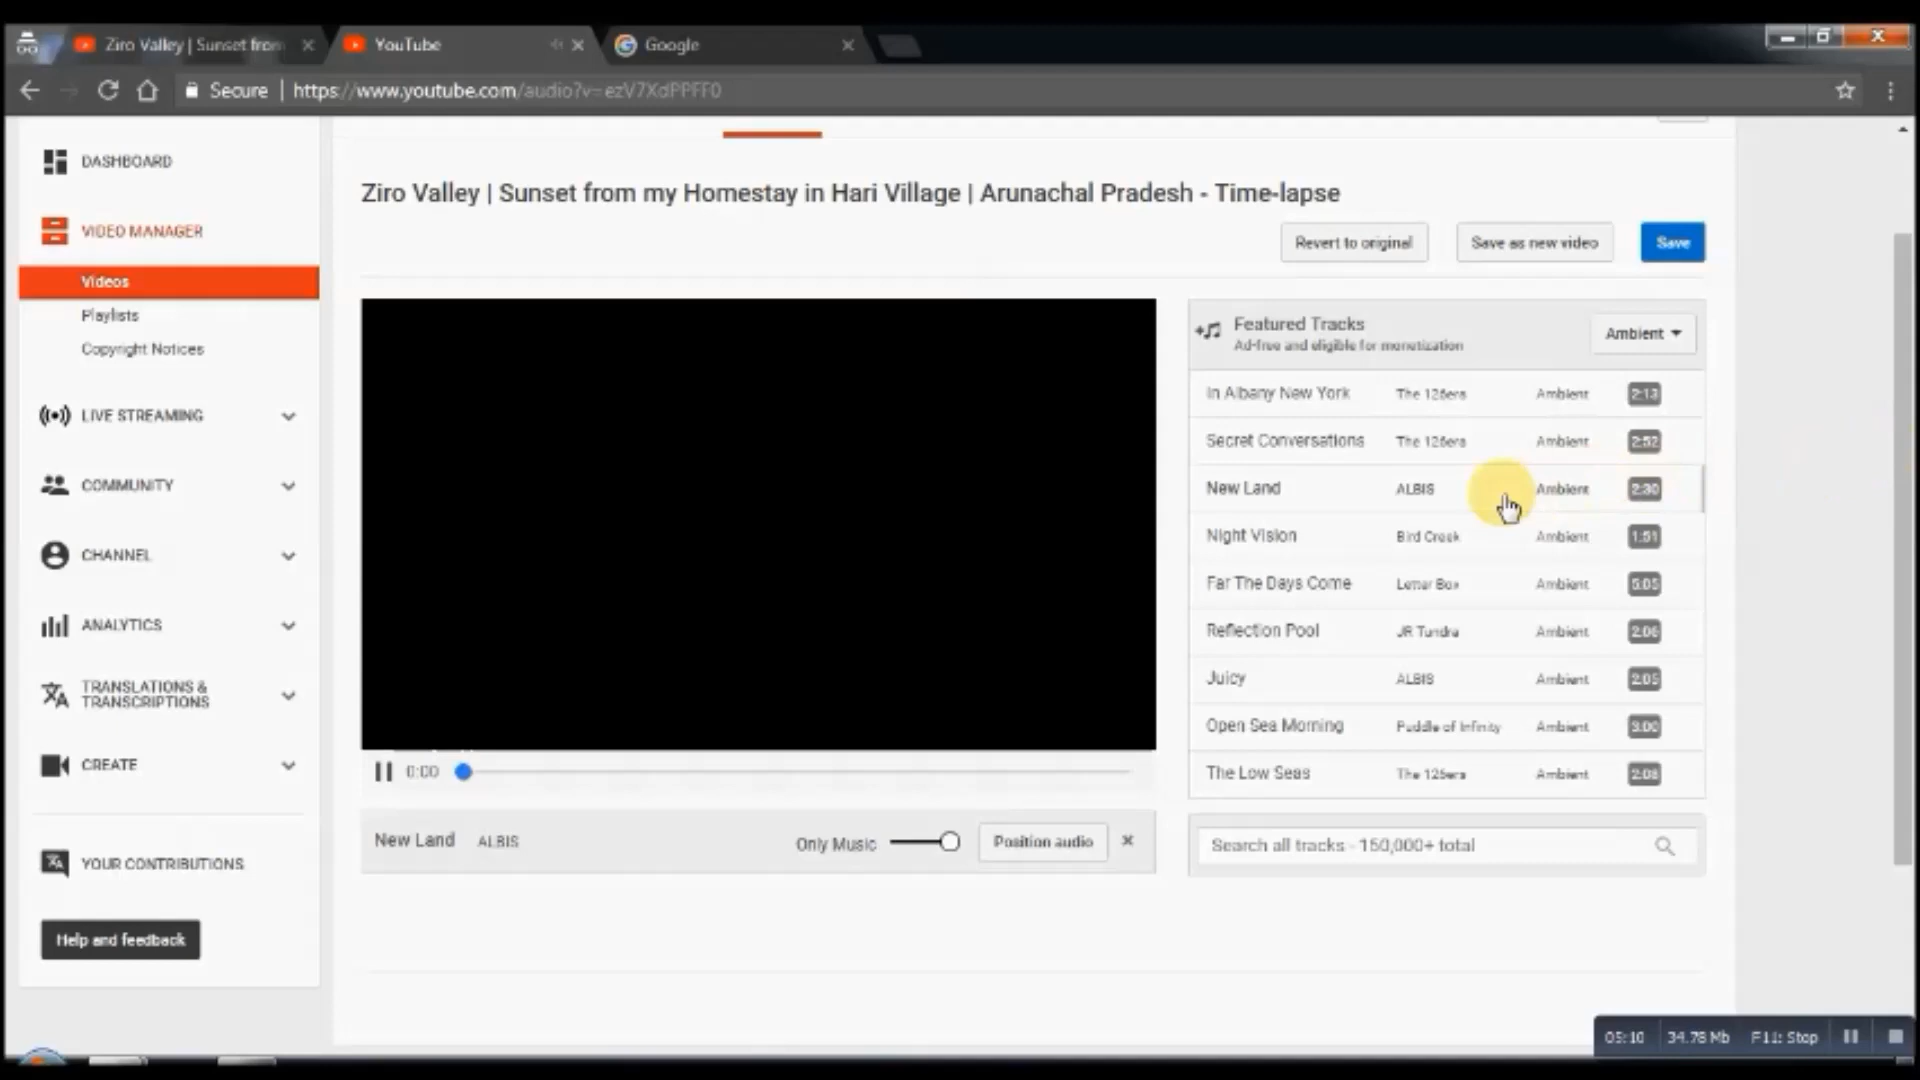 Ziro Valley | Sunset from
YouTube
Google
Secure | https://www.youtube.com/audio?v=ezV7XdPPFF0
DASHBOARD
VIDEO MANAGER
Videos
Playlists
Copyright Notices
LIVE STREAMING
COMMUNITY
CHANNEL
ANALYTICS
TRANSLATIONS &
TRANSCRIPTIONS
CREATE
YOUR CONTRIBUTIONS
Help and feedback
Ziro Valley | Sunset from my Homestay in Hari Village | Arunachal Pradesh - Time-lapse
Revert to original
Save as new video
Save
0:00
New Land ALBIS Only Music Position audio
Featured Tracks
Ad-free and eligible for monetization
Ambient
In Albany New York The 126ers Ambient 2:13
Secret Conversations The 126ers Ambient 2:52
New Land ALBIS Ambient 2:30
Night Vision Bird Creek Ambient 1:51
Far The Days Come Letter Box Ambient 5:05
Reflection Pool JR Tundra Ambient 2:06
Juicy ALBIS Ambient 2:05
Open Sea Morning Puddle of Infinity Ambient 3:00
The Low Seas The 126ers Ambient 2:08
Search all tracks - 150,000+ total
05:10 34.78 Mb F11: Stop